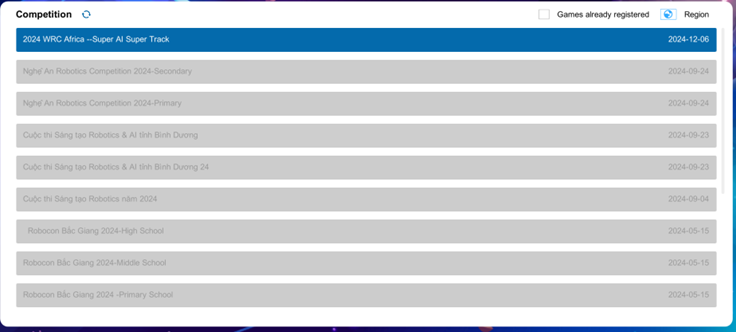 Competition
Games already registered Region
2024 WRC Africa --Super AI Super Track 2024-12-06
Nghệ An Robotics Competition 2024-Secondary 2024-09-24
Nghệ An Robotics Competition 2024-Primary 2024-09-24
Cuộc thi Sáng tạo Robotics & AI tỉnh Bình Dương 2024-09-23
Cuộc thi Sáng tạo Robotics & AI tỉnh Bình Dương 24 2024-09-23
Cuộc thi Sáng tạo Robotics năm 2024 2024-09-04
Robocon Bắc Giang 2024-High School 2024-05-15
Robocon Bắc Giang 2024-Middle School 2024-05-15
Robocon Bắc Giang 2024 -Primary School 2024-05-15